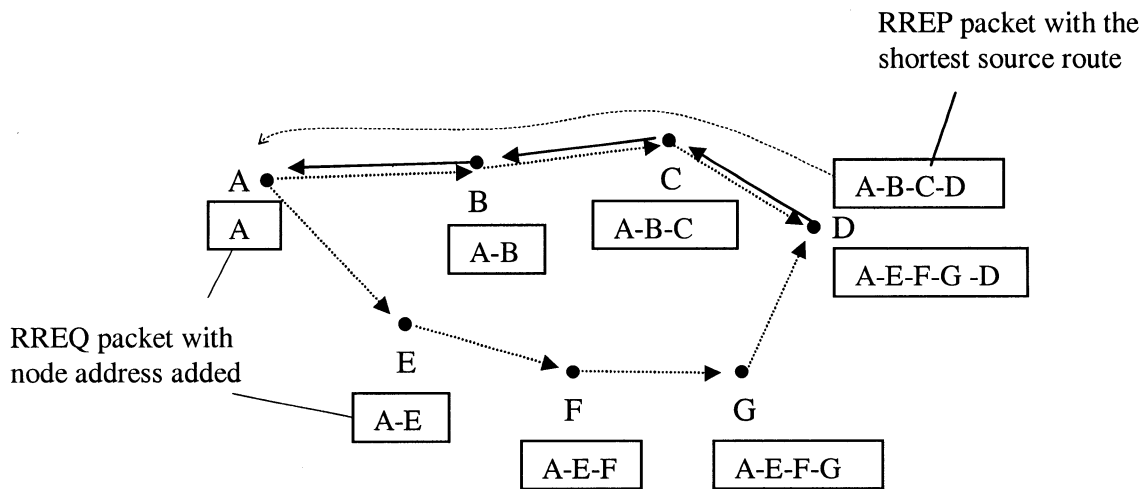 RREP packet with the
shortest source route
A
B
C
D
A
A-B
A-B-C
A-B-C-D
A-E-F-G -D
RREQ packet with
node address added
E
F
G
A-E
A-E-F
A-E-F-G